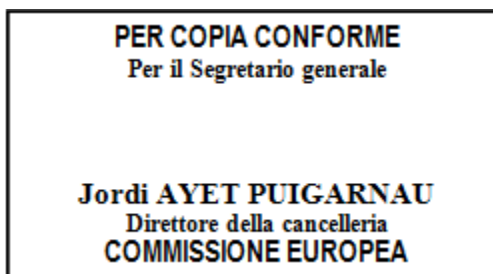 PER COPIA CONFORME
Per il Segretario generale
Jordi AYET PUIGARNAU
Direttore della cancelleria
COMMISSIONE EUROPEA